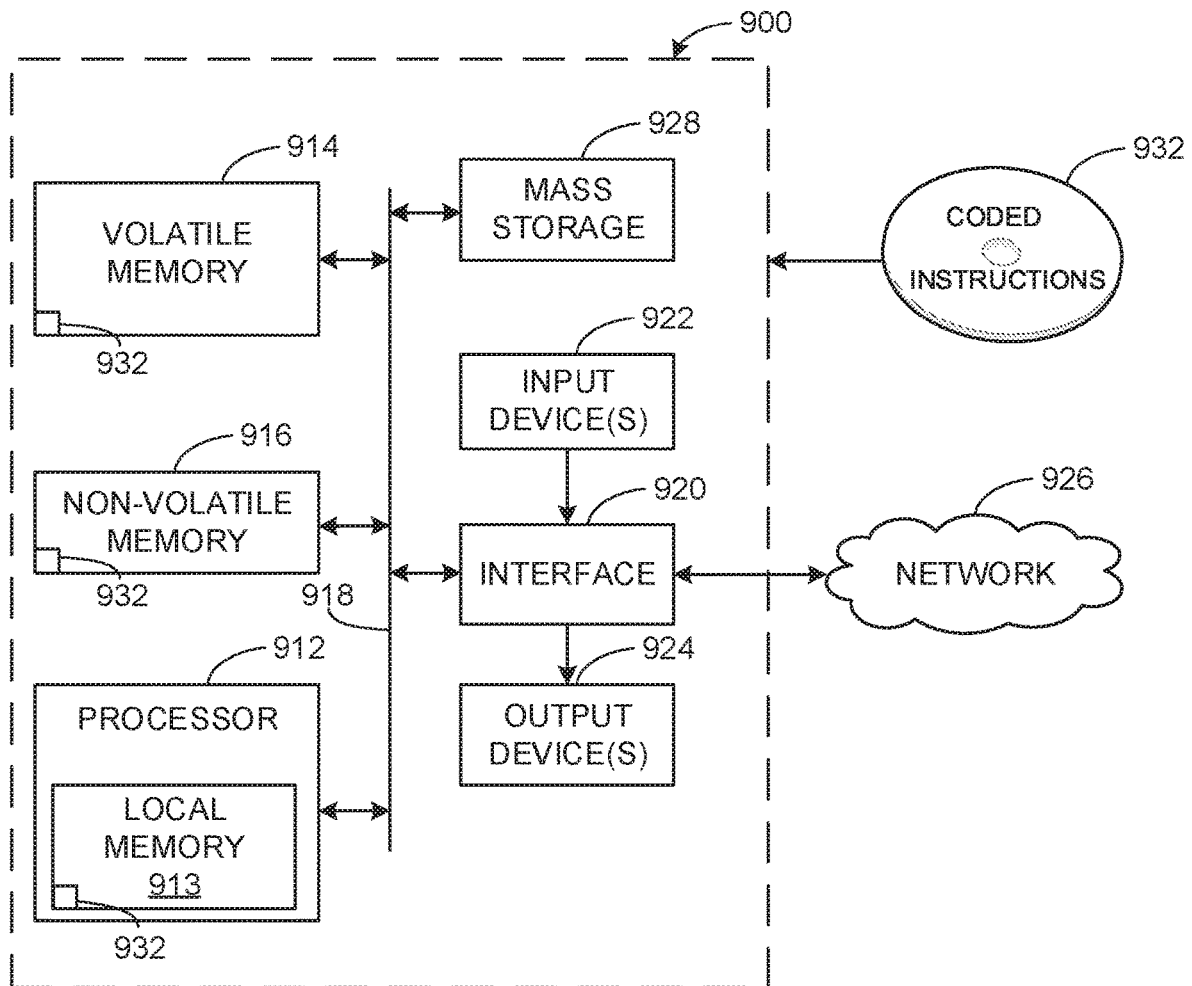 900
914
VOLATILE
MEMORY
932
928
MASS
STORAGE
932
CODED
INSTRUCTIONS
922
INPUT
DEVICE(S)
916
NON-VOLATILE
MEMORY
932
918
920
INTERFACE
926
NETWORK
912
PROCESSOR
LOCAL
MEMORY
913
932
924
OUTPUT
DEVICE(S)